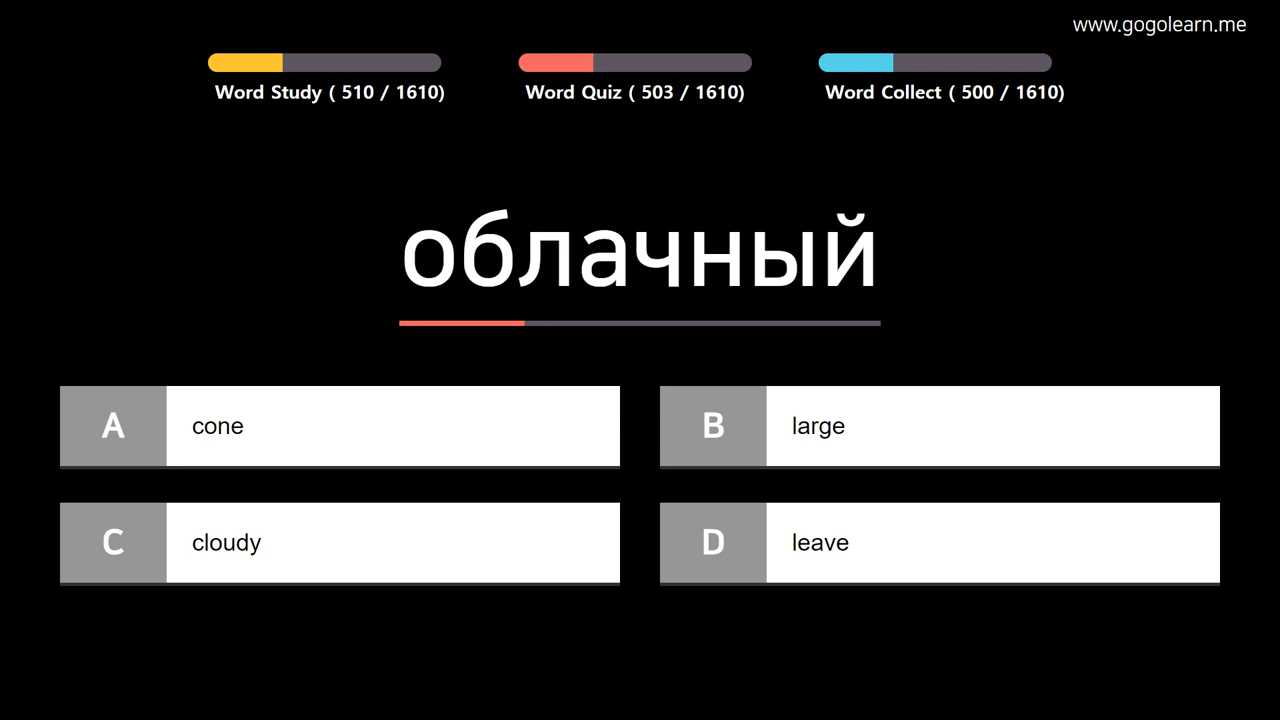 www.gogolearn.me
Word Study ( 510 / 1610)
Word Quiz ( 503 / 1610)
Word Collect ( 500 / 1610)
облачный
A cone
B large
C cloudy
D leave